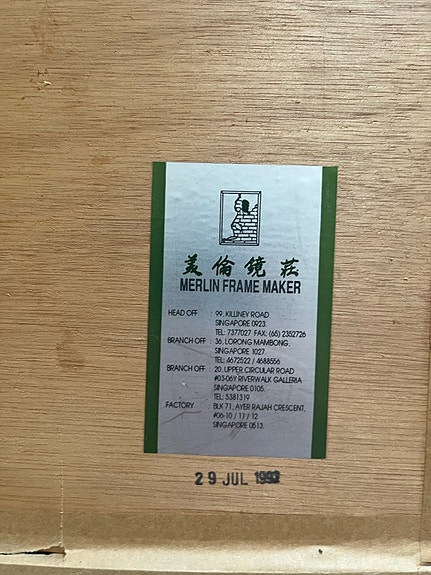 美倫鏡莊
MERLIN FRAME MAKER
HEAD OFF : 99, KILLINEY ROAD
SINGAPORE 0923.
TEL: 7377027 FAX: (65) 2352726
BRANCH OFF : 36, LORONG MAMBONG,
SINGAPORE 1027.
TEL: 4672522 / 4688556
BRANCH OFF : 20, UPPER CIRCULAR ROAD
#03-06Y RIVERWALK GALLERIA
SINGAPORE 0105.
TEL: 5381319
FACTORY BLK 71, AYER RAJAH CRESCENT,
#06-10 / 11 / 12
SINGAPORE 0513.
29 JUL